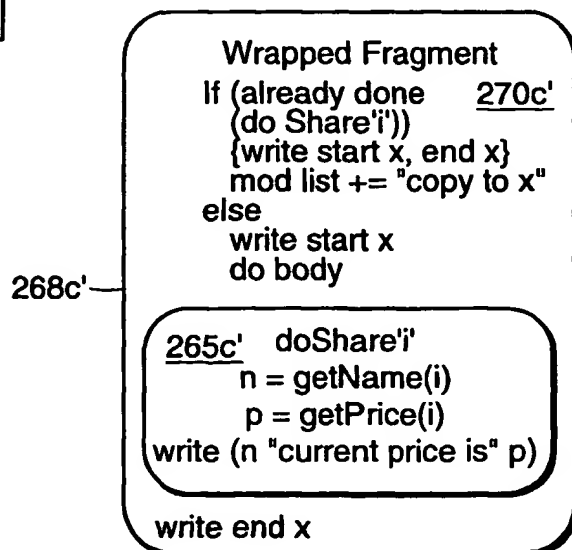 Wrapped Fragment
If (already done 270c'
(do Share'i'))
{write start x, end x}
mod list += "copy to x"
else
write start x
do body
268c'
265c' doShare'i'
n = getName(i)
p = getPrice(i)
write (n "current price is" p)
write end x